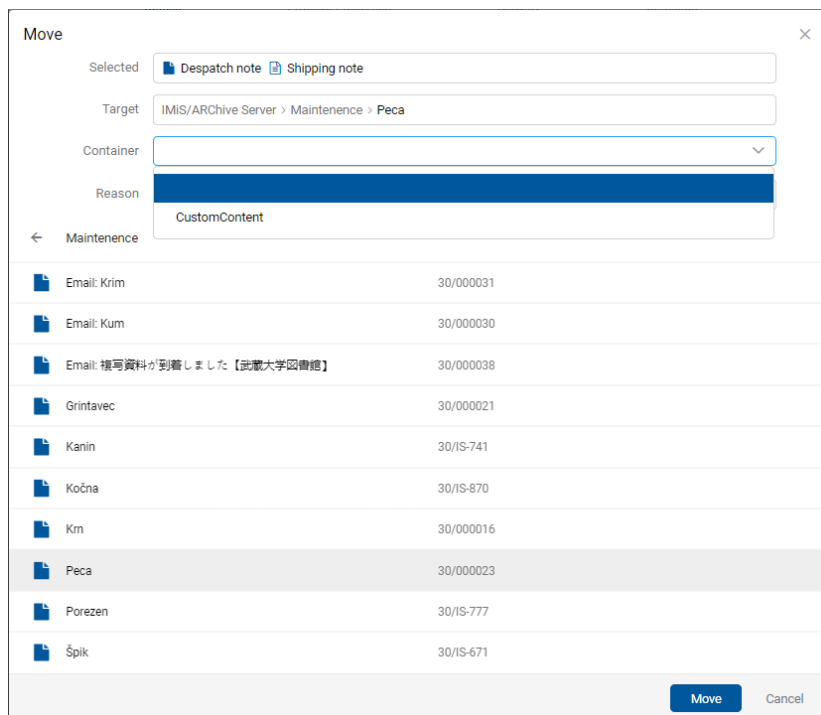 Move
Selected Despatch note Shipping note
Target IMiS/ARChive Server > Maintenence > Peca
Container
Reason
CustomContent
Maintenence
Email: Krim 30/000031
Email: Kum 30/000030
Email: 複写資料が到着しました【武蔵大学図書館】 30/000038
Grintavec 30/000021
Kanin 30/IS-741
Kočna 30/IS-870
Krn 30/000016
Peca 30/000023
Porezen 30/IS-777
Špik 30/IS-671
Move Cancel